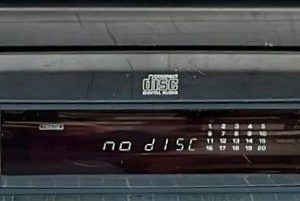 COMPACT
disc
DIGITAL AUDIO
no dISC
1 2 3 4 5
6 7 8 9 10
11 12 13 14 15
16 17 18 19 20